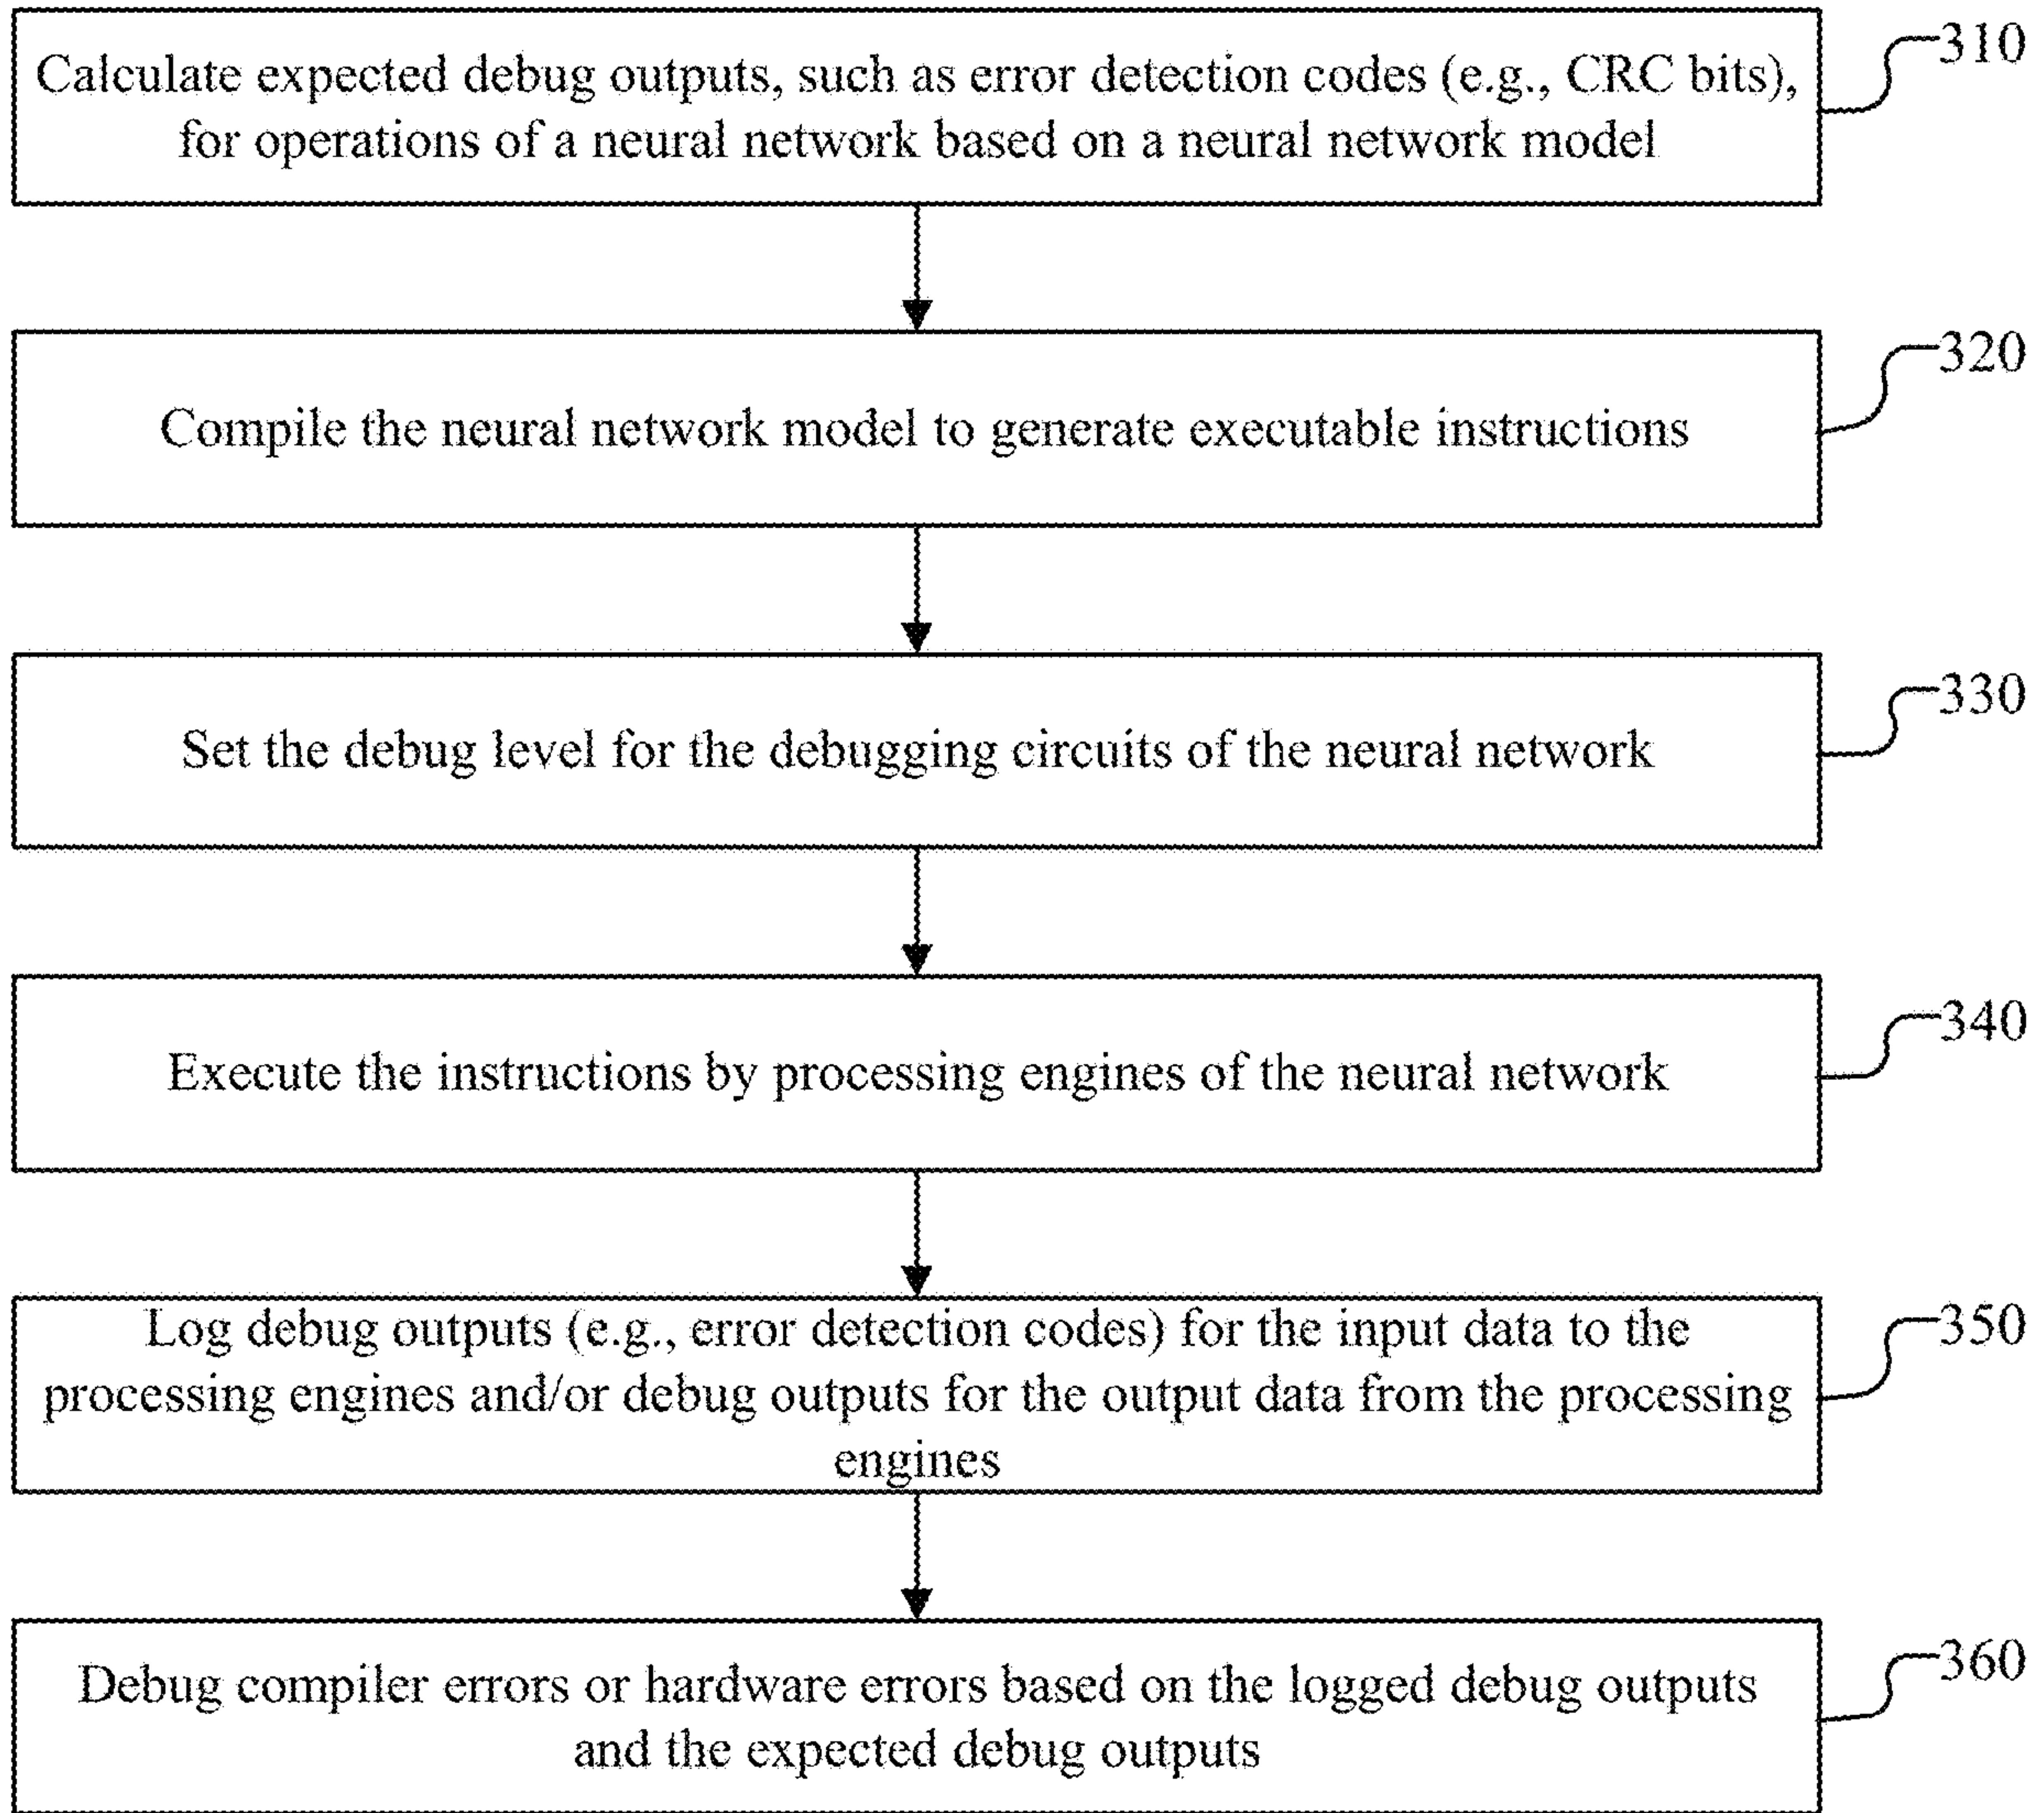 Calculate expected debug outputs, such as error detection codes (e.g., CRC bits),
for operations of a neural network based on a neural network model
310
Compile the neural network model to generate executable instructions
320
Set the debug level for the debugging circuits of the neural network
330
Execute the instructions by processing engines of the neural network
340
Log debug outputs (e.g., error detection codes) for the input data to the
processing engines and/or debug outputs for the output data from the processing
engines
350
Debug compiler errors or hardware errors based on the logged debug outputs
and the expected debug outputs
360